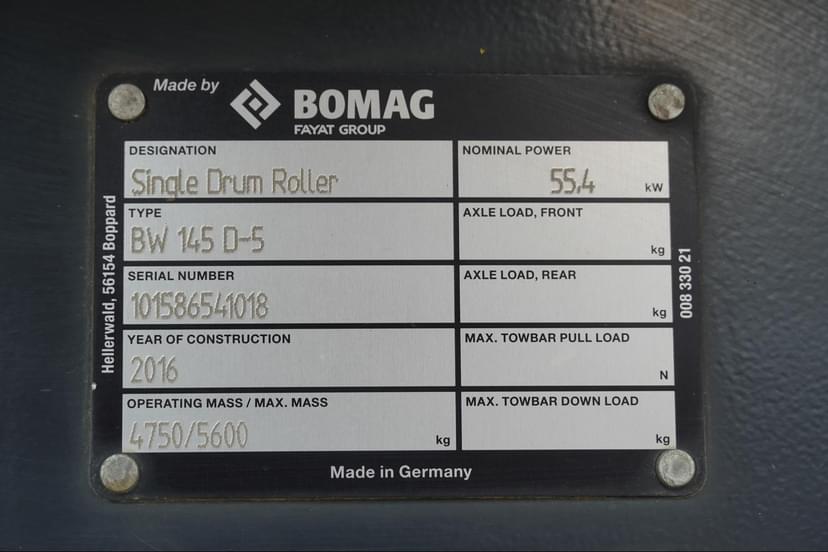 Made by
BOMAG
FAYAT GROUP
DESIGNATION
Single Drum Roller
NOMINAL POWER
55,4 kW
TYPE
BW 145 D-5
AXLE LOAD, FRONT
kg
SERIAL NUMBER
101586541018
AXLE LOAD, REAR
kg
YEAR OF CONSTRUCTION
2016
MAX. TOWBAR PULL LOAD
N
OPERATING MASS / MAX. MASS
4750/5600 kg
MAX. TOWBAR DOWN LOAD
kg
Made in Germany
Hellerwald, 56154 Boppard
008 330 21